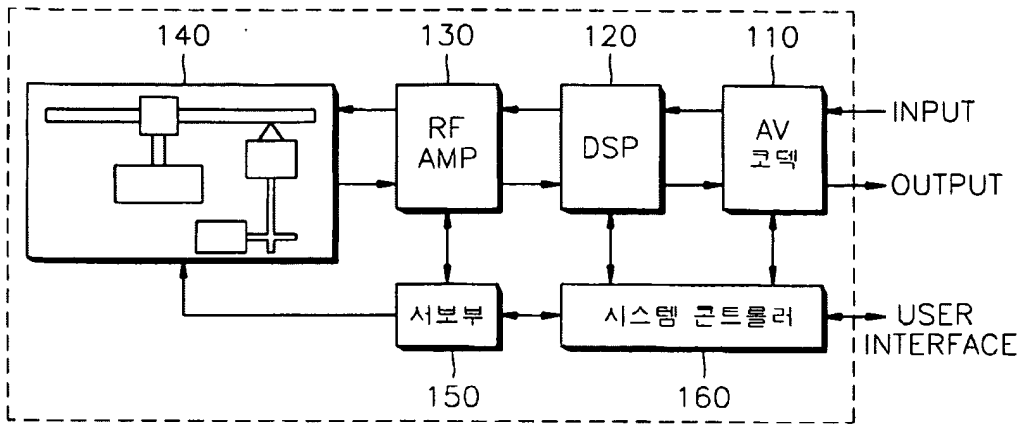 140
130
120
110
RF
AMP
DSP
AV
코덱
INPUT
OUTPUT
서보부
시스템 콘트롤러
USER
INTERFACE
150
160